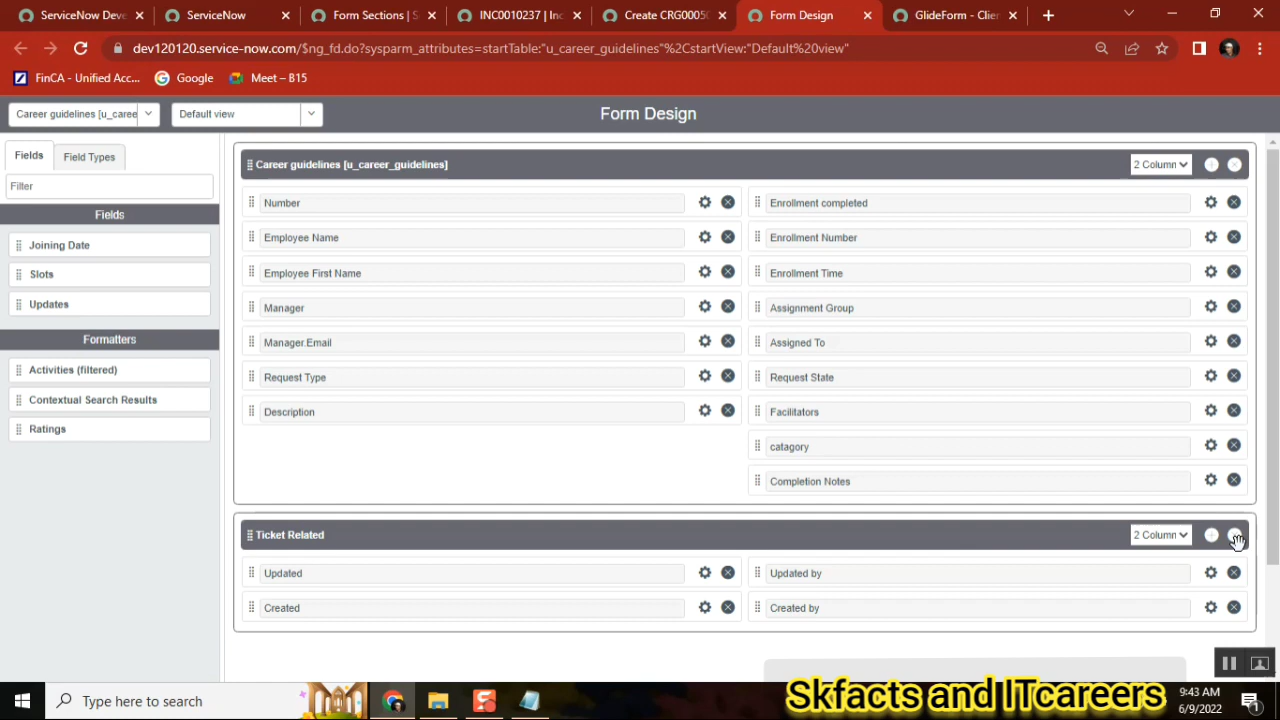 ServiceNow Deve
ServiceNow
Form Sections | S
INC0010237 | Inc
Create CRG00050
Form Design
GlideForm - Clie
dev120120.service-now.com/$ng_fd.do?sysparm_attributes=startTable:"u_career_guidelines"%2CstartView:"Default%20view"
FinCA - Unified Acc...
Google
Meet – B15
Career guidelines [u_caree
Default view
Form Design
Fields
Field Types
Filter
Fields
Joining Date
Slots
Updates
Formatters
Activities (filtered)
Contextual Search Results
Ratings
Career guidelines [u_career_guidelines]
2 Column
Number
Employee Name
Employee First Name
Manager
Manager.Email
Request Type
Description
Enrollment completed
Enrollment Number
Enrollment Time
Assignment Group
Assigned To
Request State
Facilitators
catagory
Completion Notes
Ticket Related
2 Column
Updated
Created
Updated by
Created by
Type here to search
Skfacts and ITcareers
9:43 AM
6/9/2022
1